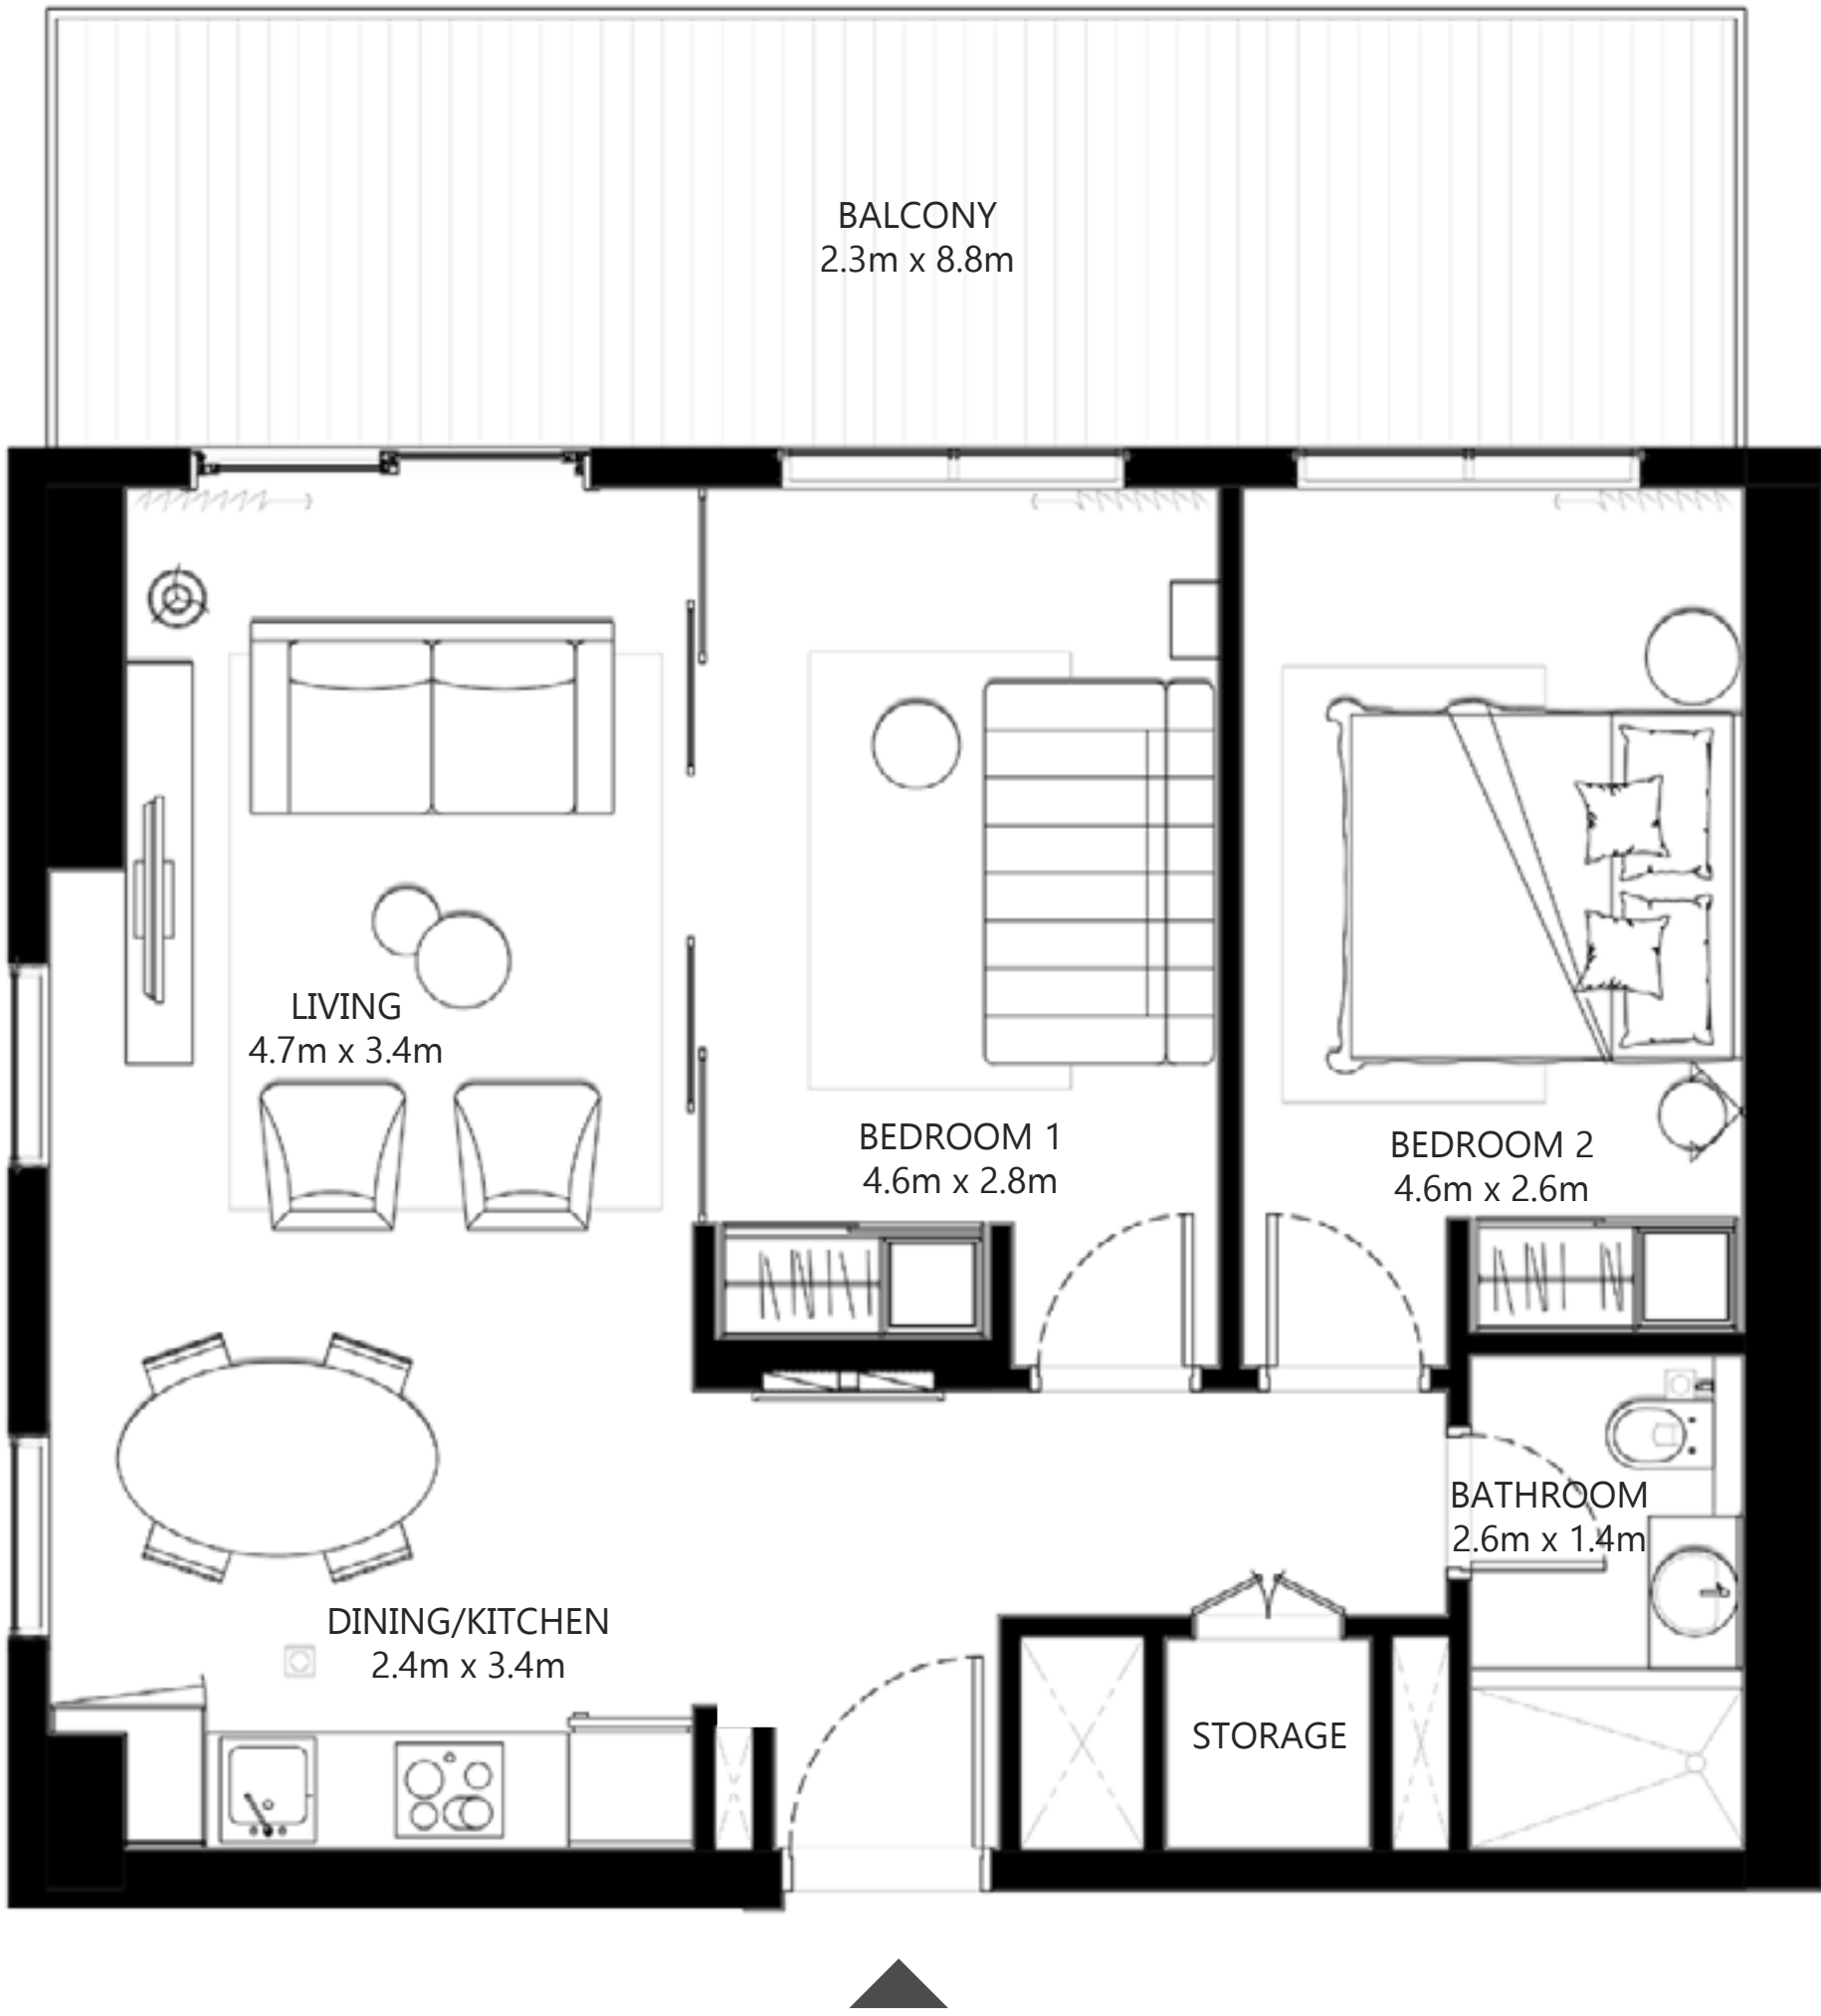 BALCONY
2.3m x 8.8m
LIVING
4.7m x 3.4m
BEDROOM 1
4.6m x 2.8m
BEDROOM 2
4.6m x 2.6m
BATHROOM
2.6m x 1.4m
DINING/KITCHEN
2.4m x 3.4m
STORAGE